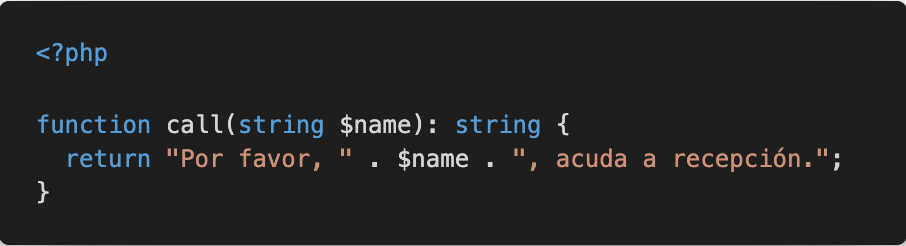 <?php
function call(string $name): string {
return "Por favor, " . $name . ", acuda a recepción.";
}